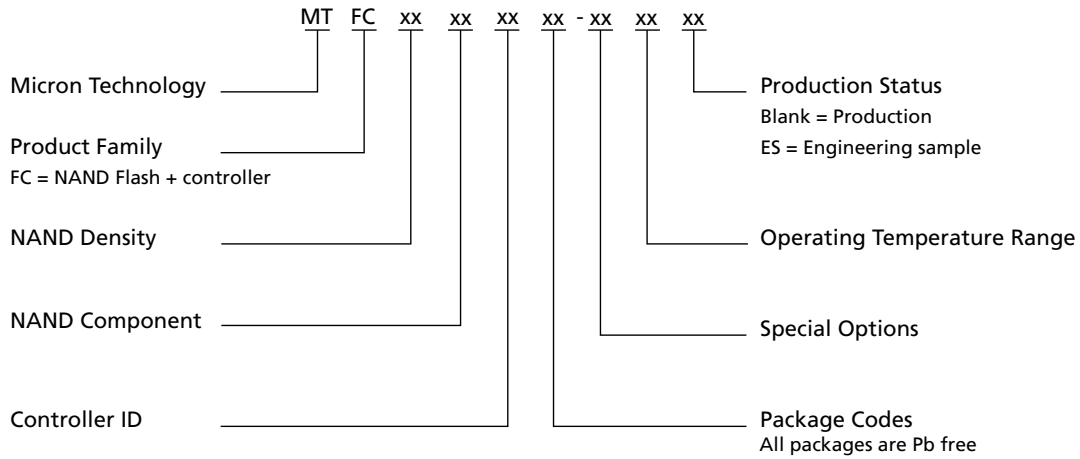 MT FC xx xx xx xx - xx xx xx
Micron Technology
Product Family
FC = NAND Flash + controller
NAND Density
NAND Component
Controller ID
Production Status
Blank = Production
ES = Engineering sample
Operating Temperature Range
Special Options
Package Codes
All packages are Pb free